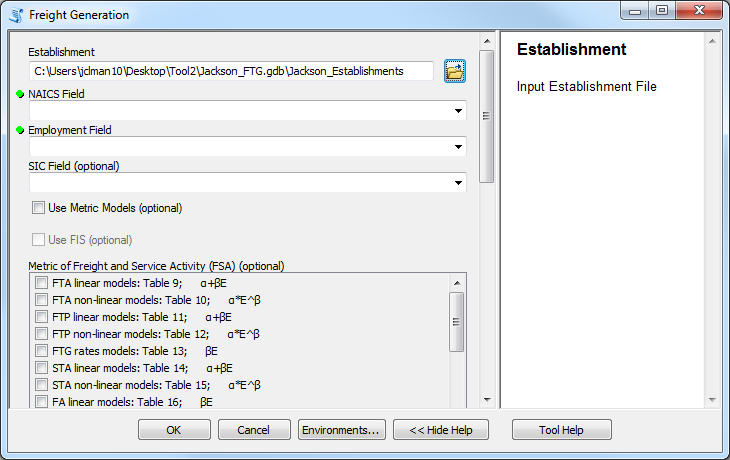 Freight Generation
Establishment
C:\Users\jdman10\Desktop\Tool2\Jackson_FTG.gdb\Jackson_Establishments
NAICS Field
Employment Field
SIC Field (optional)
Use Metric Models (optional)
Use FIS (optional)
Metric of Freight and Service Activity (FSA) (optional)
FTA linear models: Table 9; α+βE
FTA non-linear models: Table 10; α*E^β
FTP linear models: Table 11; α+βE
FTP non-linear models: Table 12; α*E^β
FTG rates models: Table 13; βE
STA linear models: Table 14; α+βE
STA non-linear models: Table 15; α*E^β
FA linear models: Table 16; βE
OK
Cancel
Environments...
<< Hide Help
Establishment
Input Establishment File
Tool Help